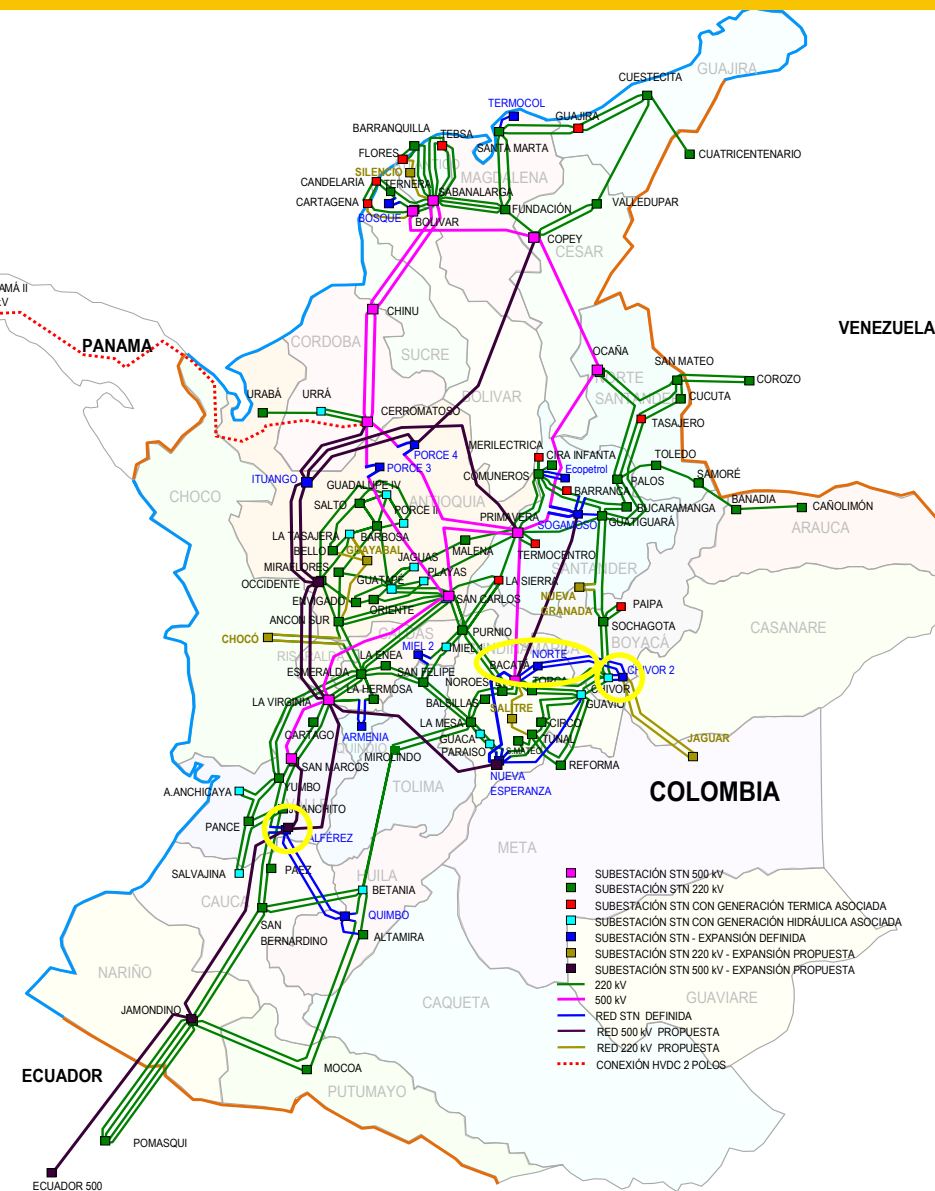 GUAJIRA
CUESTECITA
TERMOCOL
GUAJIRA
BARRANQUILLA
TEBSA
SANTA MARTA
CUATRICENTENARIO
FLORES
SILENCIO
MAGDALENA
CANDELARIA
TERNERA
SABANALARGA
CARTAGENA
VALLEDUPAR
FUNDACIÓN
BOSQUE
BOLIVAR
COPEY
CESAR
AMÁ II
CHINU
VENEZUELA
PANAMA
CORDOBA
SUCRE
OCAÑA
SAN MATEO
NORTE
COROZO
SANTANDER
URABÁ
URRÁ
BOLIVAR
CUCUTA
CERROMATOSO
TASAJERO
MERILECTRICA
PORCE 4
CIRA INFANTA
TOLEDO
PORCE 3
COMUNEROS
Ecopetrol
ITUANGO
PALOS
SAMORÉ
GUADALUPE IV
BARRANCA
CHOCO
ANTIOQUIA
BANADIA
SALTO
PORCE II
BUCARAMANGA
CAÑOLIMÓN
PRIMAVERA
SOGAMOSO
GUATIGUARÁ
ARAUCA
LA TASAJERA
BARBOSA
BELLO
GUAYABAL
MALENA
TERMOCENTRO
MIRAFLORES
JAGUAS
SANTANDER
OCCIDENTE
GUATAPE
PLAYAS
LA SIERRA
NUEVA
GRANADA
ENVIGADO
ORIENTE
SAN CARLOS
PAIPA
ANCON SUR
SOCHAGOTA
CASANARE
CHOCÓ
CALDAS
PURNIO
BOYACÁ
RISARALDA
LA ENEA
MIEL 2
MIEL
NORTE
BACATA
CHIVOR 2
ESMERALDA
SAN FELIPE
NOROESTE
TORCA
CHIVOR
LA VIRGINIA
LA HERMOSA
BALSILLAS
SALITRE
GUAVIO
CARTAGO
ARMENIA
LA MESA
CIRCO
QUINDIO
GUACA
TUNAL
JAGUAR
MIROLINDO
PARAISO
S.MATEO
SAN MARCOS
REFORMA
NUEVA
ESPERANZA
TOLIMA
COLOMBIA
A.ANCHICAYA
YUMBO
JUANCHITO
PANCE
ALFÉREZ
META
SALVAJINA
PAEZ
HUILA
CAUCA
BETANIA
SAN
BERNARDINO
QUIMBO
ALTAMIRA
NARIÑO
CAQUETA
GUAVIARE
JAMONDINO
ECUADOR
MOCOA
PUTUMAYO
POMASQUI
ECUADOR 500
SUBESTACIÓN STN 500 kV
SUBESTACIÓN STN 220 kV
SUBESTACIÓN STN CON GENERACIÓN TERMICA ASOCIADA
SUBESTACIÓN STN CON GENERACIÓN HIDRÁULICA ASOCIADA
SUBESTACIÓN STN - EXPANSIÓN DEFINIDA
SUBESTACIÓN STN 220 kV - EXPANSIÓN PROPUESTA
SUBESTACIÓN STN 500 kV - EXPANSIÓN PROPUESTA
220 kV
500 kV
RED STN DEFINIDA
RED 500 kV PROPUESTA
RED 220 kV PROPUESTA
CONEXIÓN HVDC 2 POLOS